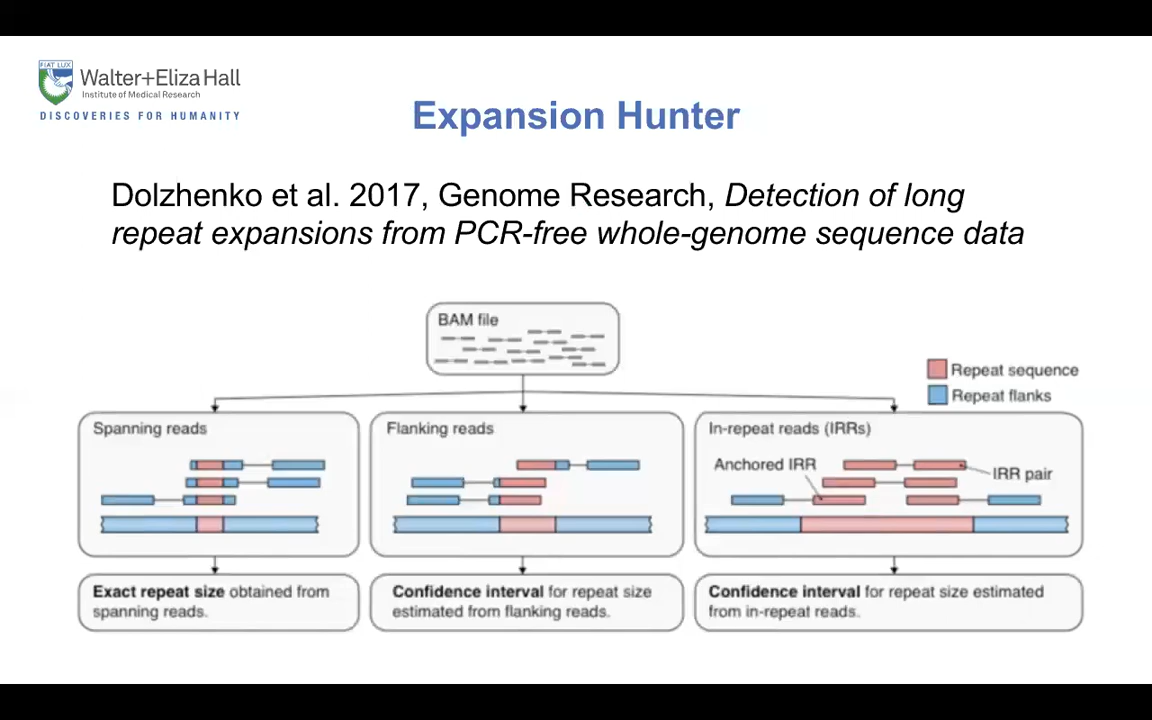 FIAT LUX
Walter+Eliza Hall
Institute of Medical Research
DISCOVERIES FOR HUMANITY
Expansion Hunter
Dolzhenko et al. 2017, Genome Research, Detection of long
repeat expansions from PCR-free whole-genome sequence data
BAM file
Repeat sequence
Repeat flanks
Spanning reads
Flanking reads
In-repeat reads (IRRs)
Anchored IRR
IRR pair
Exact repeat size obtained from
spanning reads.
Confidence interval for repeat size
estimated from flanking reads.
Confidence interval for repeat size estimated
from in-repeat reads.